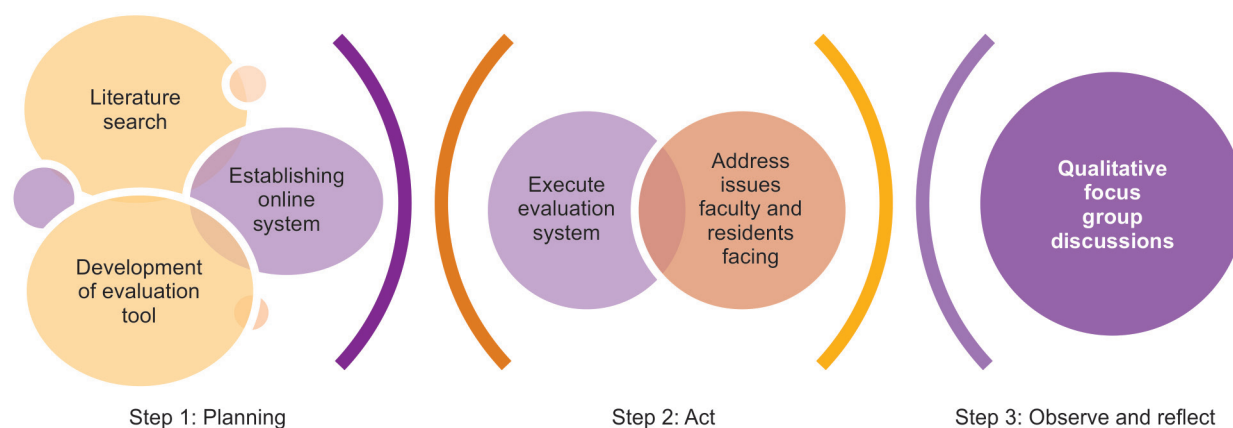 Literature
search
Establishing
online
system
Development
of evaluation
tool
Step 1: Planning
Execute
evaluation
system
Address
issues
faculty and
residents
facing
Step 2: Act
Qualitative
focus
group
discussions
Step 3: Observe and reflect